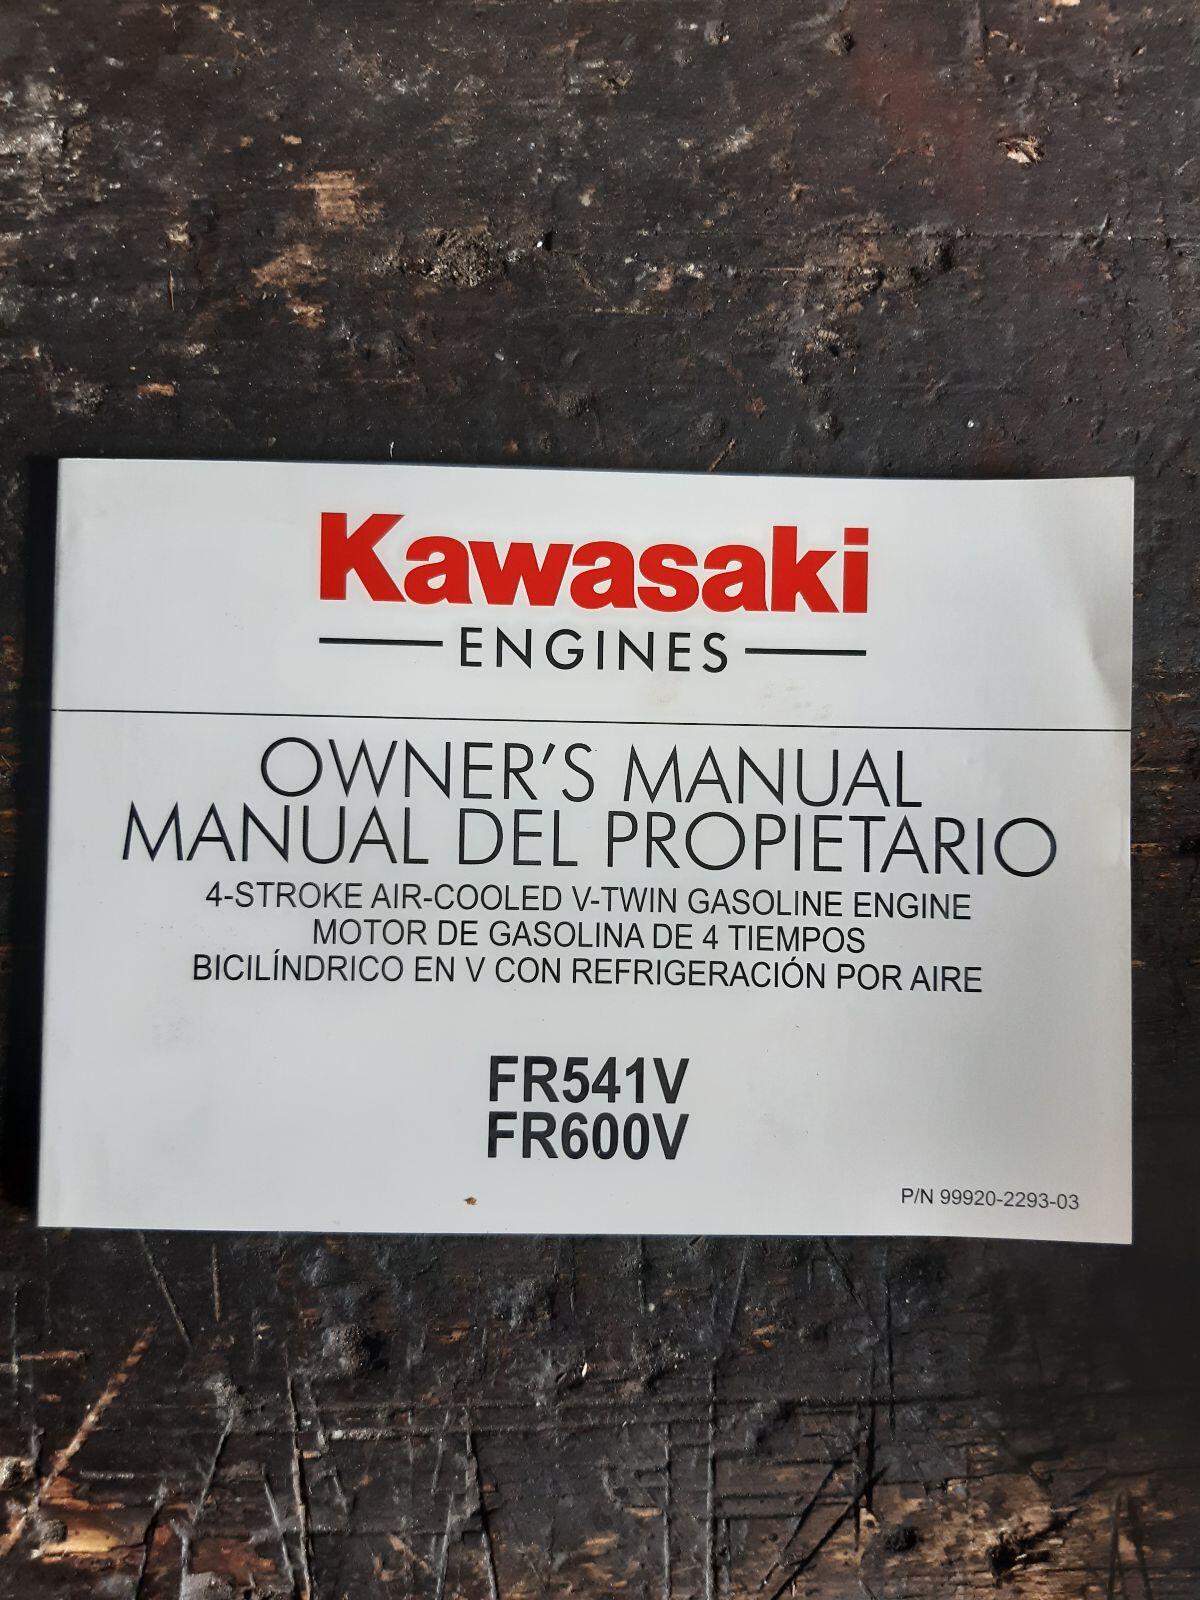 Kawasaki
ENGINES
OWNER'S MANUAL
MANUAL DEL PROPIETARIO
4-STROKE AIR-COOLED V-TWIN GASOLINE ENGINE
MOTOR DE GASOLINA DE 4 TIEMPOS
BICILÍNDRICO EN V CON REFRIGERACIÓN POR AIRE
FR541V
FR600V
P/N 99920-2293-03